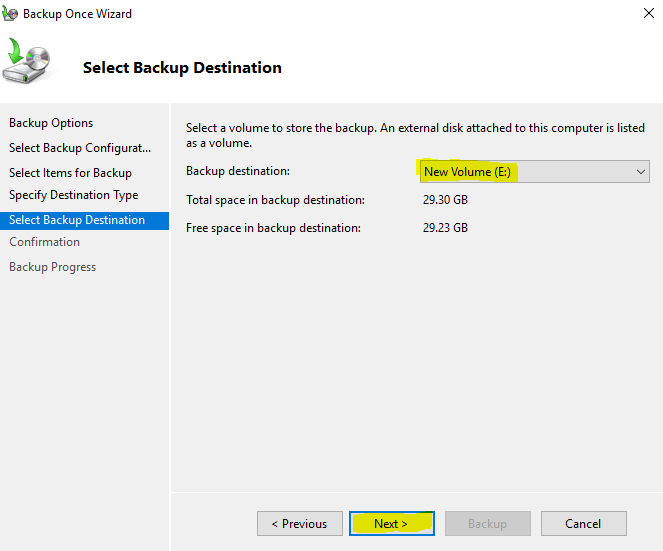 Backup Once Wizard
Select Backup Destination
Backup Options
Select Backup Configurat...
Select Items for Backup
Specify Destination Type
Select Backup Destination
Confirmation
Backup Progress
Select a volume to store the backup. An external disk attached to this computer is listed
as a volume.
Backup destination: New Volume (E:)
Total space in backup destination: 29.30 GB
Free space in backup destination: 29.23 GB
< Previous Next > Backup Cancel